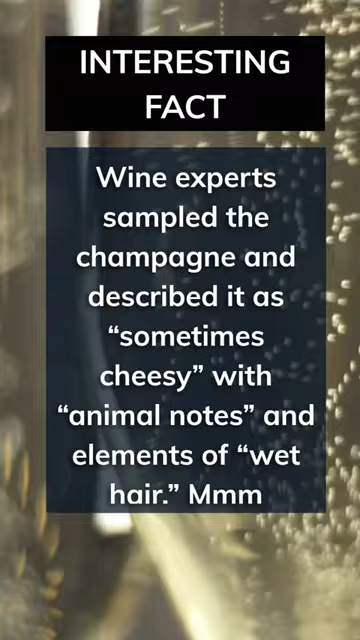 INTERESTING
FACT
Wine experts
sampled the
champagne and
described it as
“sometimes
cheesy” with
“animal notes” and
elements of “wet
hair.” Mmm